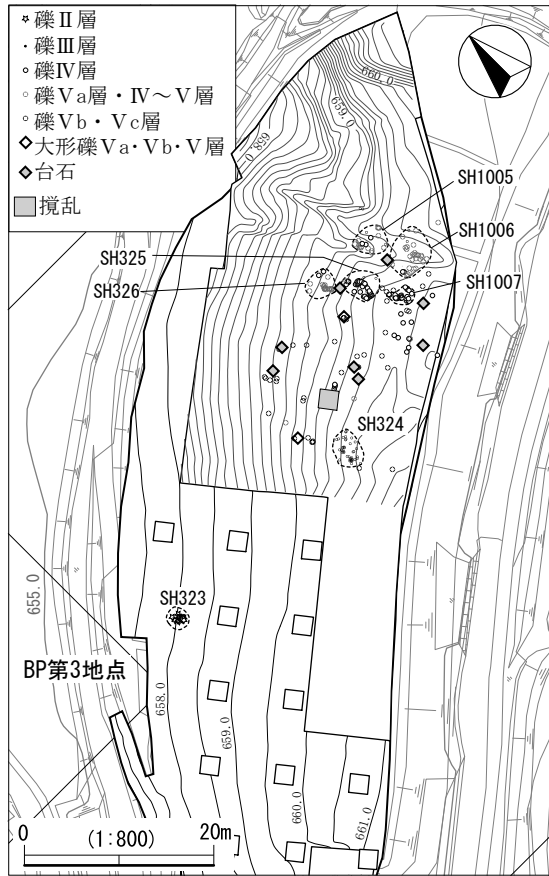 礫Ⅱ層
礫Ⅲ層
礫Ⅳ層
礫Ⅴa層・Ⅳ～Ⅴ層
礫Ⅴb・Ⅴc層
大形礫Ⅴa・Ⅴb・Ⅴ層
台石
撹乱
660.0
659.0
658.0
SH1005
SH1006
SH325
SH326
SH1007
SH324
655.0
SH323
BP第3地点
658.0
659.0
660.0
661.0
0 (1:800) 20m